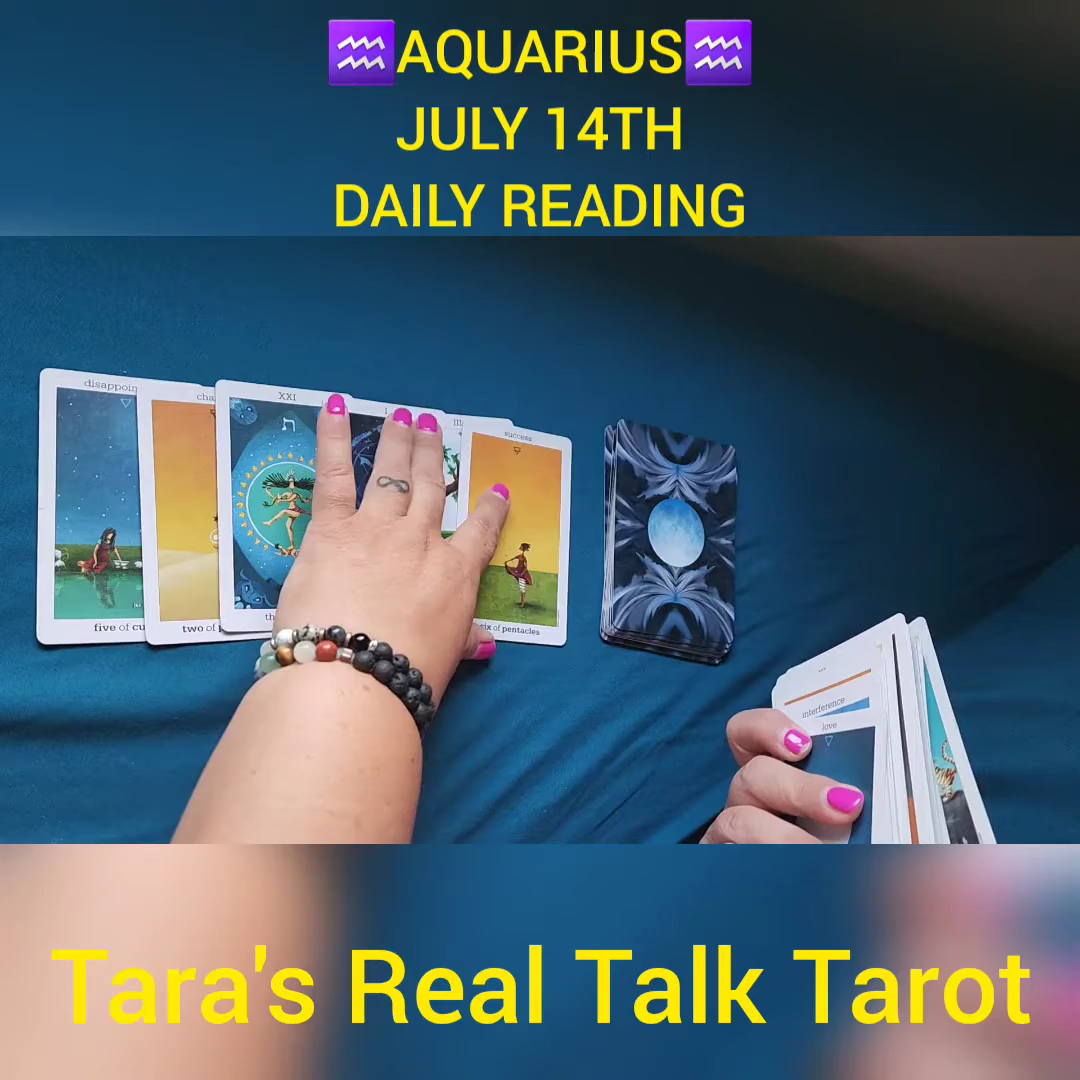 ♒AQUARIUS♒
JULY 14TH
DAILY READING
XXI
success
five of
two of
six of pentacles
interference
love
Tara's Real Talk Tarot